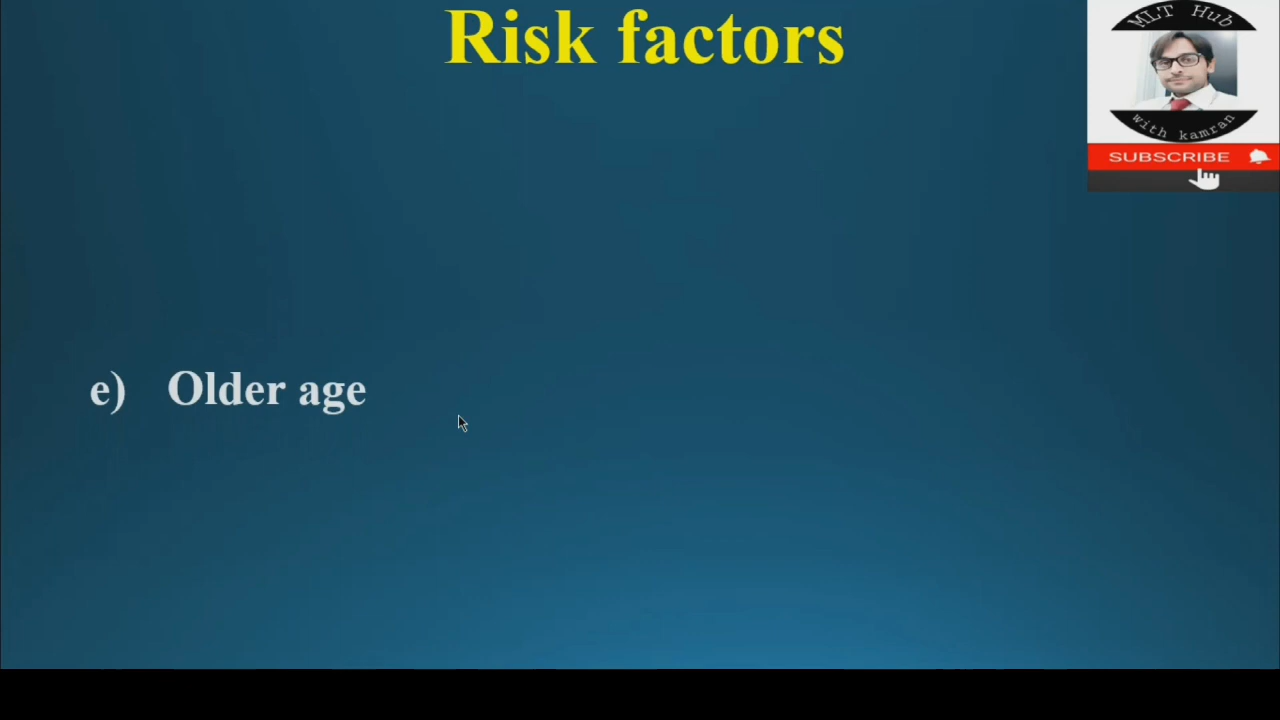 Risk factors
MLT Hub
with kamran
SUBSCRIBE
e) Older age